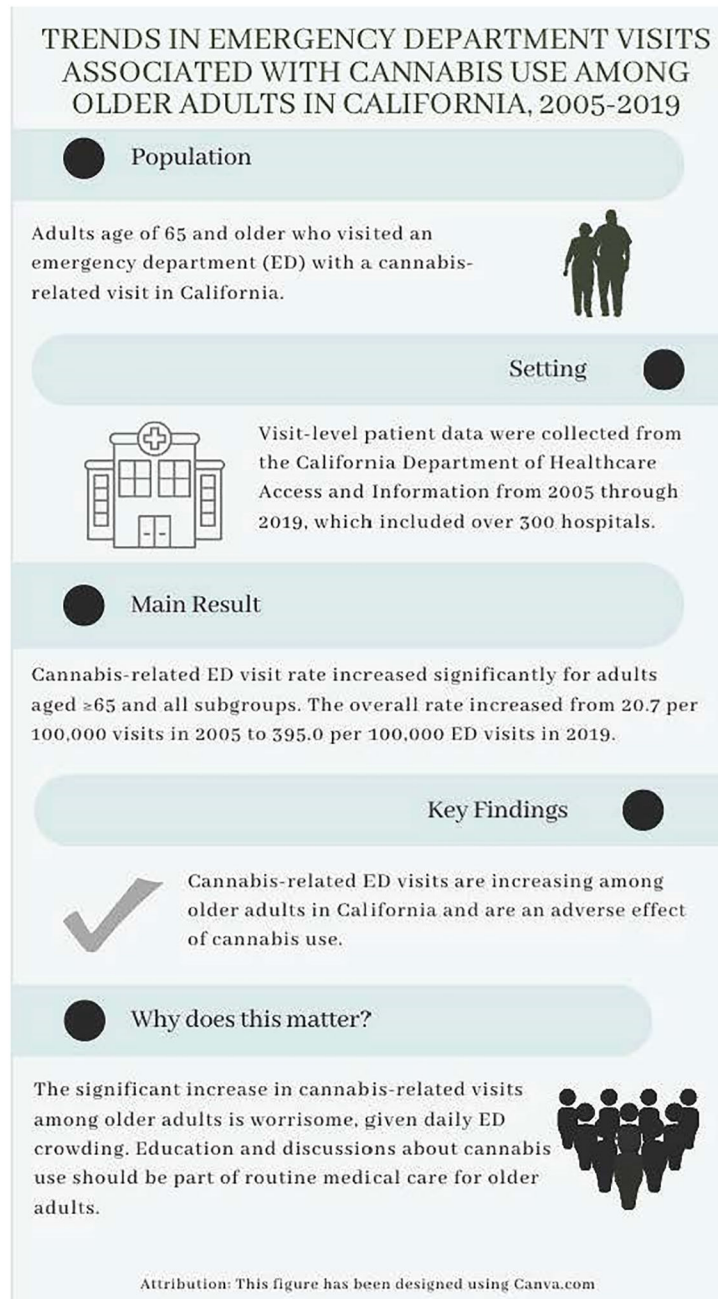 TRENDS IN EMERGENCY DEPARTMENT VISITS
ASSOCIATED WITH CANNABIS USE AMONG
OLDER ADULTS IN CALIFORNIA, 2005-2019
Population
Adults age of 65 and older who visited an
emergency department (ED) with a cannabis-
related visit in California.
Setting
Visit-level patient data were collected from
the California Department of Healthcare
Access and Information from 2005 through
2019, which included over 300 hospitals.
Main Result
Cannabis-related ED visit rate increased significantly for adults
aged ≥65 and all subgroups. The overall rate increased from 20.7 per
100,000 visits in 2005 to 395.0 per 100,000 ED visits in 2019.
Key Findings
Cannabis-related ED visits are increasing among
older adults in California and are an adverse effect
of cannabis use.
Why does this matter?
The significant increase in cannabis-related visits
among older adults is worrisome, given daily ED
crowding. Education and discussions about cannabis
use should be part of routine medical care for older
adults.
Attribution: This figure has been designed using Canva.com